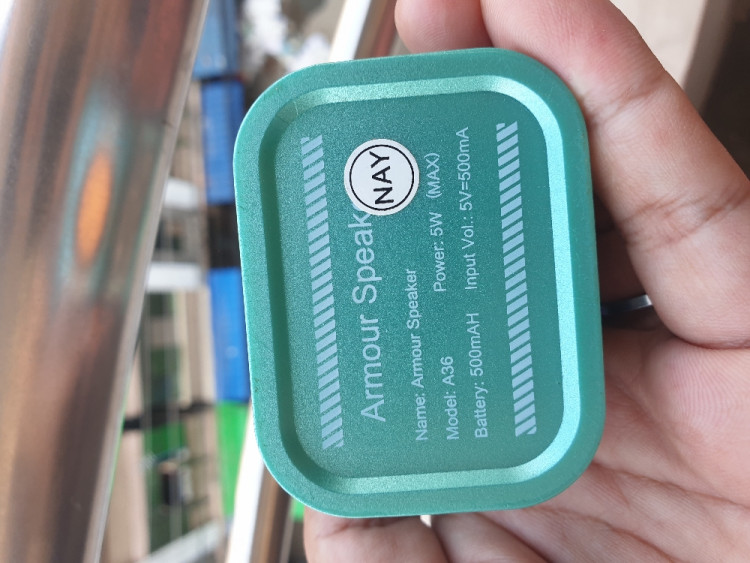 Armour Speak
NAY
Name: Armour Speaker
Model: A36 Power: 5W (MAX)
Battery: 500mAH Input Vol.: 5V=500mA